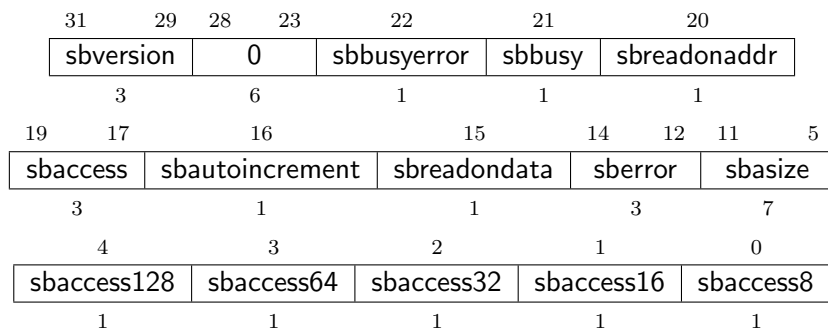 31 29 28 23 22 21 20
sbversion 0 sbbusyerror sbbusy sbreadonaddr
3 6 1 1 1
19 17 16 15 14 12 11 5
sbaccess sbautoincrement sbreadondata sberror sbasize
3 1 1 3 7
4 3 2 1 0
sbaccess128 sbaccess64 sbaccess32 sbaccess16 sbaccess8
1 1 1 1 1